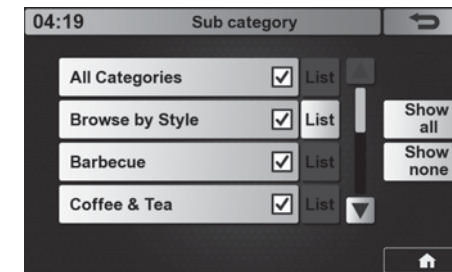 04:19 Sub category
All Categories List
Browse by Style List
Show all
Barbecue List
Show none
Coffee & Tea List